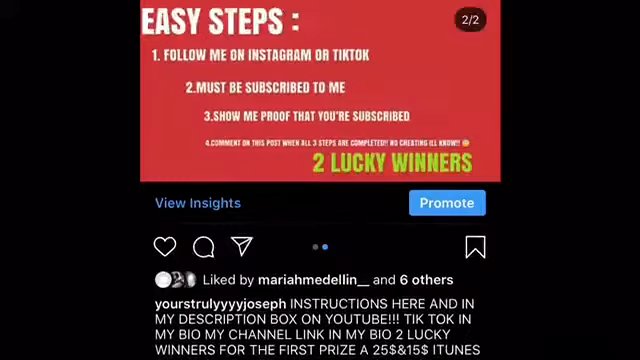 EASY STEPS :
2/2
1. FOLLOW ME ON INSTAGRAM OR TIKTOK
2.MUST BE SUBSCRIBED TO ME
3.SHOW ME PROOF THAT YOU'RE SUBSCRIBED
4.COMMENT ON THIS POST WHEN ALL 3 STEPS ARE COMPLETED!! NO CREATING ILL KNOW!! 😊
2 LUCKY WINNERS
View Insights
Promote
Liked by mariahmedellin__ and 6 others
yourstrulyyyyjoseph INSTRUCTIONS HERE AND IN
MY DESCRIPTION BOX ON YOUTUBE!!! TIK TOK IN
MY BIO MY CHANNEL LINK IN MY BIO 2 LUCKY
WINNERS FOR THE FIRST PRIZE A 25$&15$ ITUNES